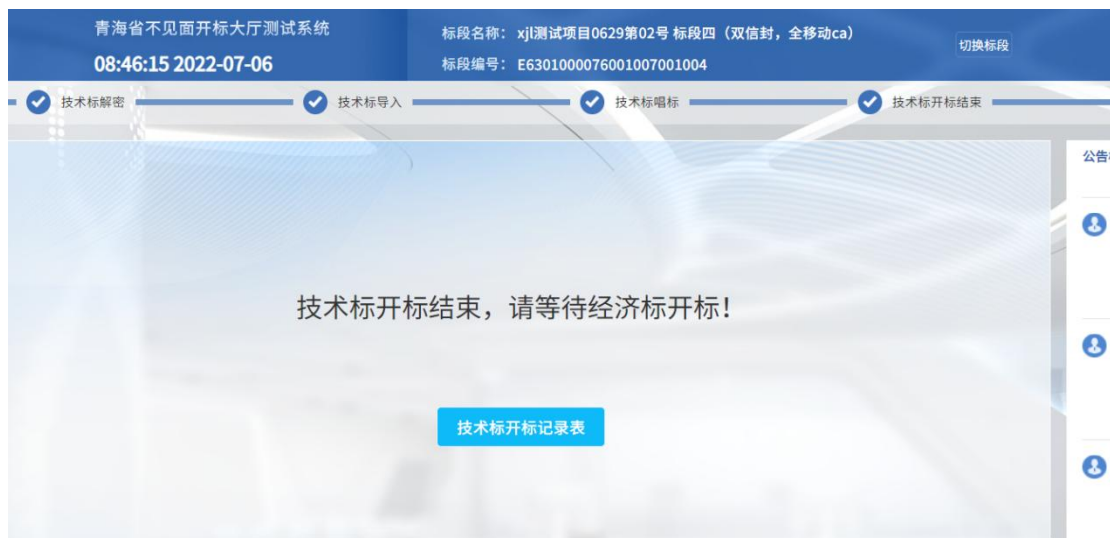 青海省不见面开标大厅测试系统
08:46:15 2022-07-06
标段名称： xjl测试项目0629第02号 标段四（双信封，全移动ca）
标段编号： E6301000076001007001004
切换标段
技术标解密
技术标导入
技术标唱标
技术标开标结束
公告
技术标开标结束，请等待经济标开标！
技术标开标记录表